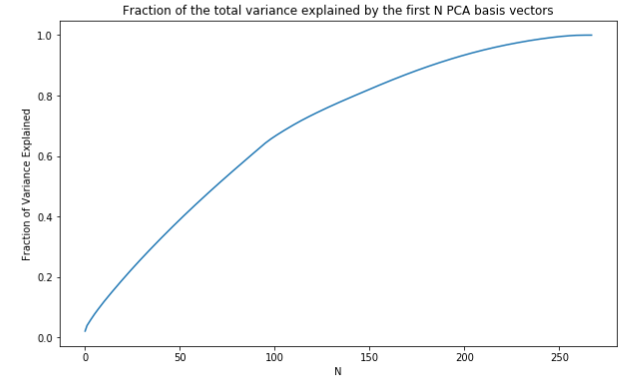 Fraction of the total variance explained by the first N PCA basis vectors
Fraction of Variance Explained
1.0
0.8
0.6
0.4
0.2
0.0
0 50 100 150 200 250
N